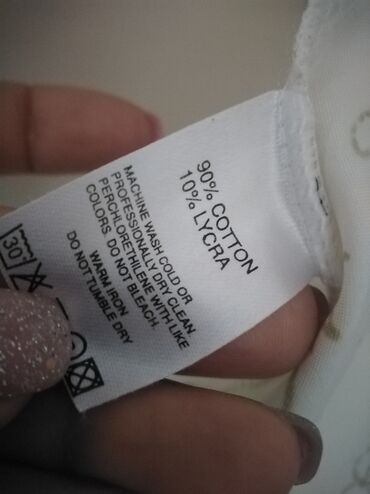 90% COTTON
10% LYCRA
MACHINE WASH COLD OR
PROFESSIONALLY DRY CLEAN
PERCHLORETHILENE WITH LIKE
COLORS. DO NOT BLEACH.
WARM IRON
DO NOT TUMBLE DRY
30°